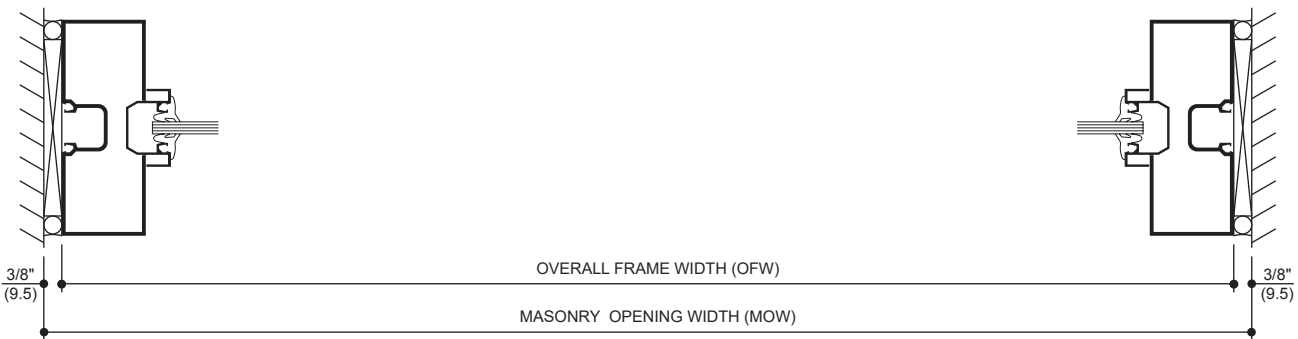 3/8"
(9.5)
OVERALL FRAME WIDTH (OFW)
3/8"
(9.5)
MASONRY OPENING WIDTH (MOW)